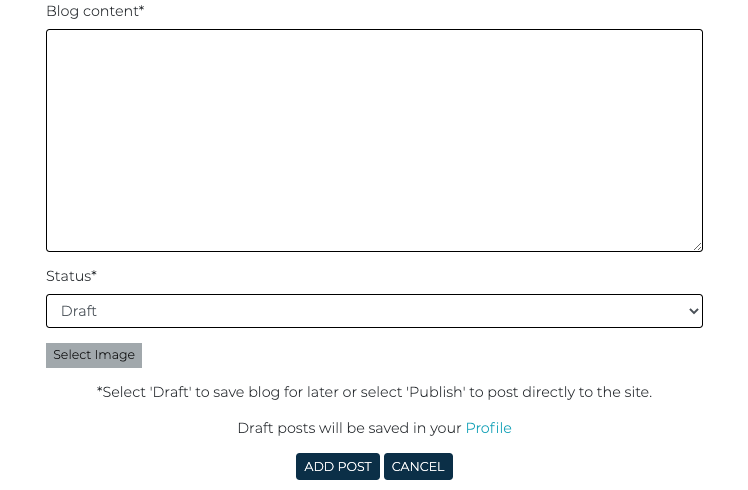 Blog content*
Status*
Draft
Select Image
*Select 'Draft' to save blog for later or select 'Publish' to post directly to the site.
Draft posts will be saved in your Profile
ADD POST CANCEL